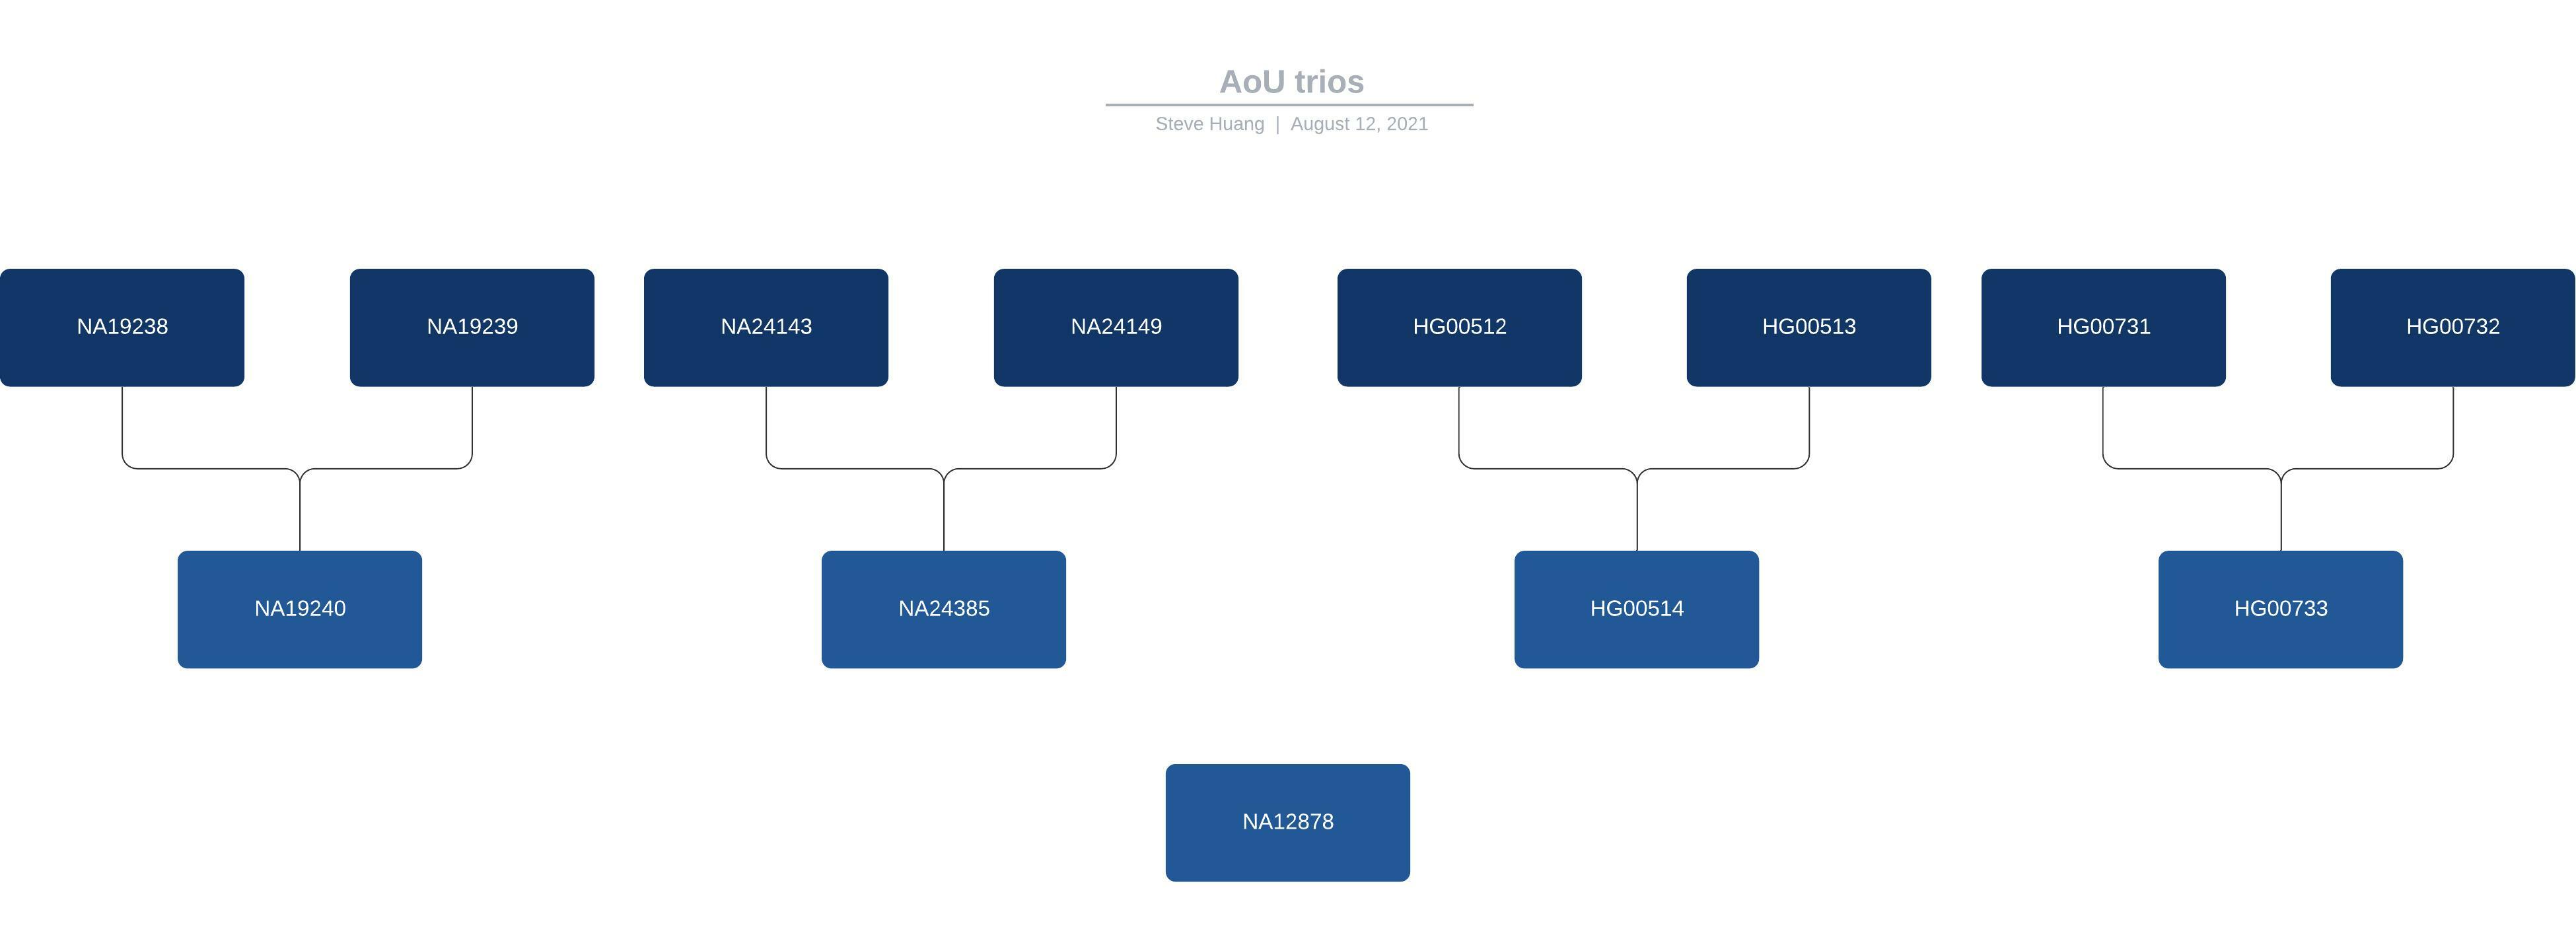 AoU trios
Steve Huang | August 12, 2021
NA19238
NA19239
NA24143
NA24149
HG00512
HG00513
HG00731
HG00732
NA19240
NA24385
HG00514
HG00733
NA12878